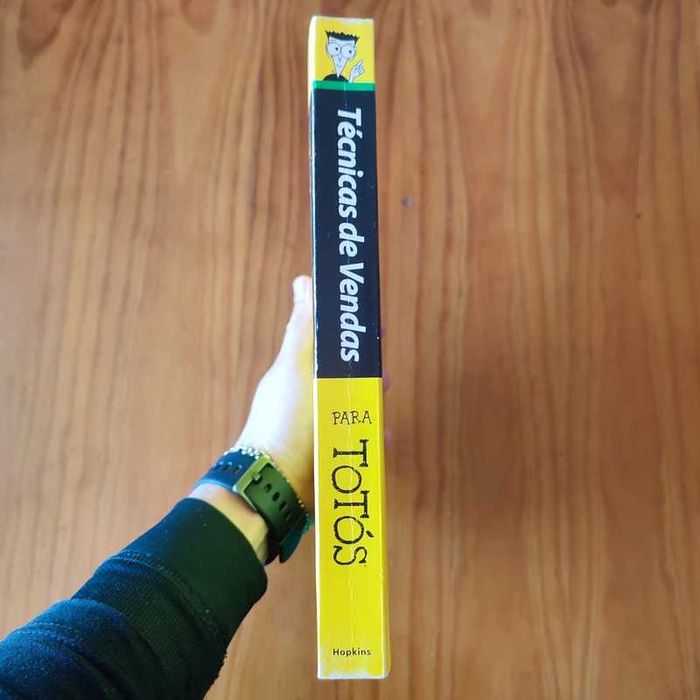 Técnicas de Vendas
PARA
TOTÓS
Hopkins